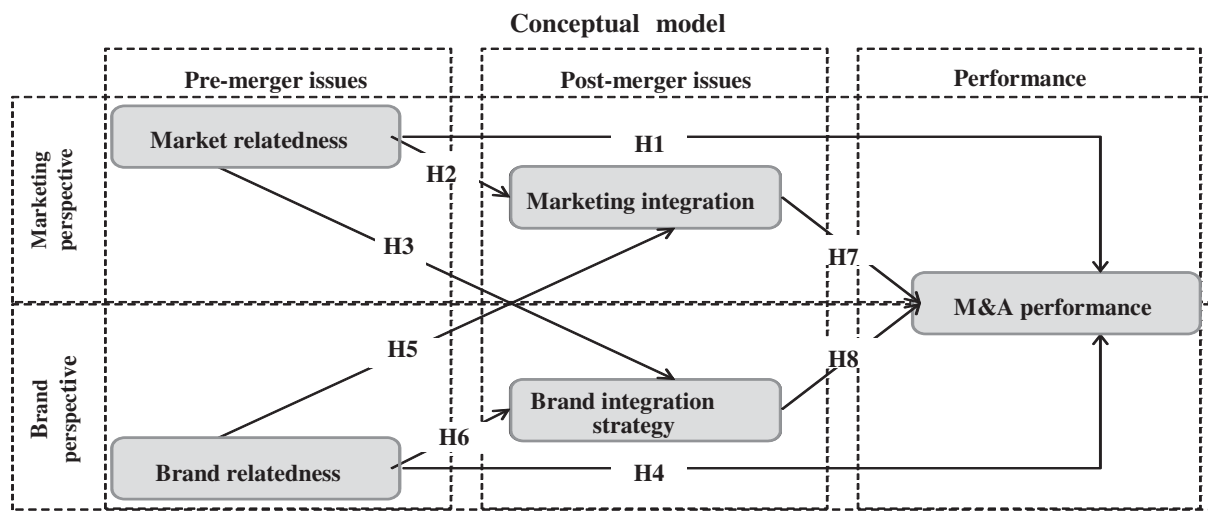 Conceptual model
Pre-merger issues
Post-merger issues
Performance
Marketing
perspective
Market relatedness
H1
H2
Marketing integration
H3
H7
M&A performance
Brand
perspective
H5
H8
Brand integration
strategy
H6
Brand relatedness
H4